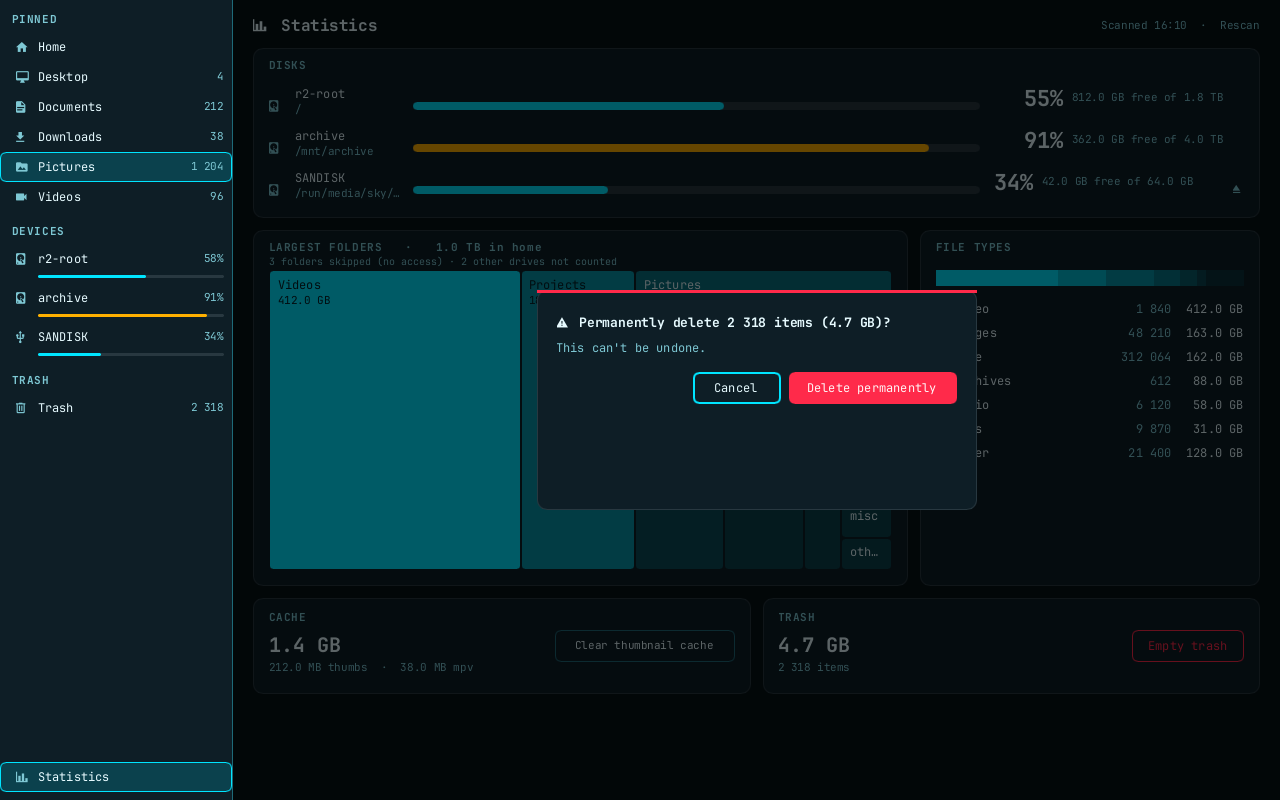 PINNED
Home
Desktop 4
Documents 212
Downloads 38
Pictures 1 204
Videos 96
DEVICES
r2-root 58%
archive 91%
SANDISK 34%
TRASH
Trash 2 318
Statistics
Statistics
Scanned 16:10 · Rescan
DISKS
r2-root
/
55% 812.0 GB free of 1.8 TB
archive
/mnt/archive
91% 362.0 GB free of 4.0 TB
SANDISK
/run/media/sky/…
34% 42.0 GB free of 64.0 GB
LARGEST FOLDERS · 1.0 TB in home
3 folders skipped (no access) · 2 other drives not counted
Videos
412.0 GB
Projects
Pictures
misc
oth…
Permanently delete 2 318 items (4.7 GB)?
This can't be undone.
Cancel
Delete permanently
FILE TYPES
eo 1 840 412.0 GB
ges 48 210 163.0 GB
e 312 064 162.0 GB
hives 612 88.0 GB
io 6 120 58.0 GB
s 9 870 31.0 GB
er 21 400 128.0 GB
CACHE
1.4 GB
212.0 MB thumbs · 38.0 MB mpv
Clear thumbnail cache
TRASH
4.7 GB
2 318 items
Empty trash